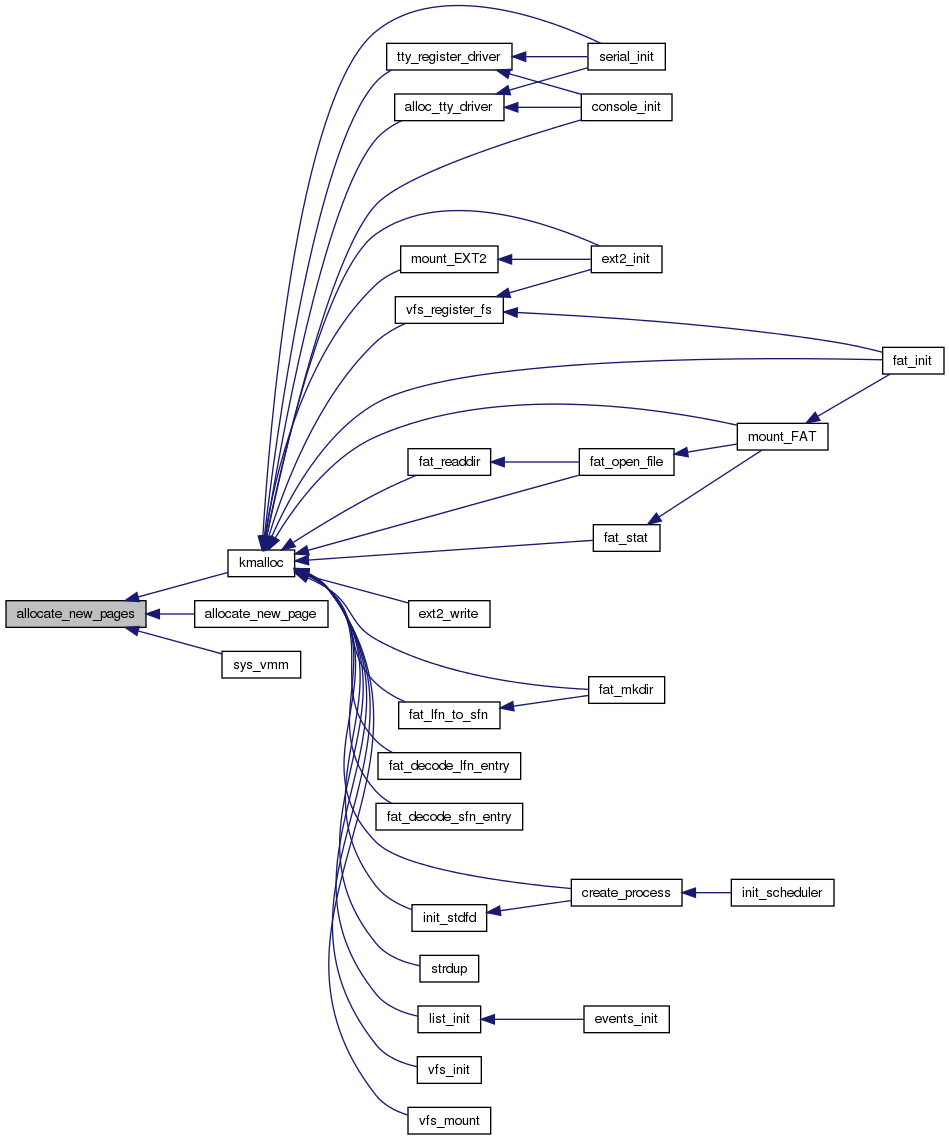 serial_init
tty_register_driver
alloc_tty_driver
console_init
mount_EXT2
ext2_init
vfs_register_fs
fat_init
mount_FAT
fat_readdir
fat_open_file
fat_stat
kmalloc
allocate_new_pages
allocate_new_page
ext2_write
sys_vmm
fat_mkdir
fat_lfn_to_sfn
fat_decode_lfn_entry
fat_decode_sfn_entry
create_process
init_scheduler
init_stdfd
strdup
list_init
events_init
vfs_init
vfs_mount